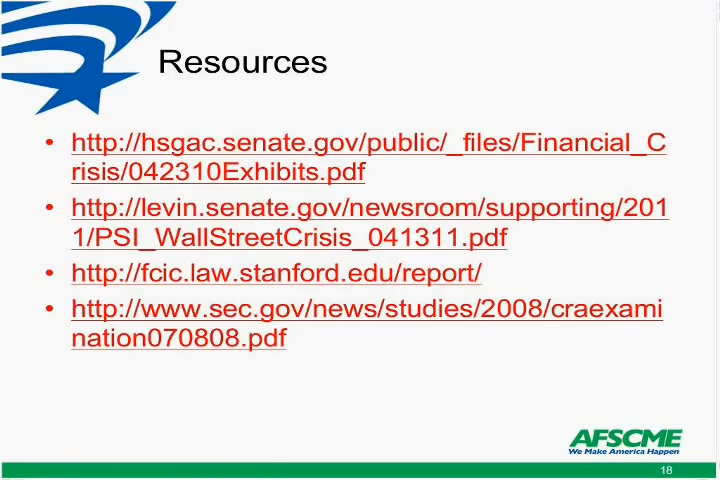 Resources
• http://hsgac.senate.gov/public/_files/Financial_C
risis/042310Exhibits.pdf
• http://levin.senate.gov/newsroom/supporting/201
1/PSI_WallStreetCrisis_041311.pdf
• http://fcic.law.stanford.edu/report/
• http://www.sec.gov/news/studies/2008/craexami
nation070808.pdf
AFSCME
We Make America Happen
18